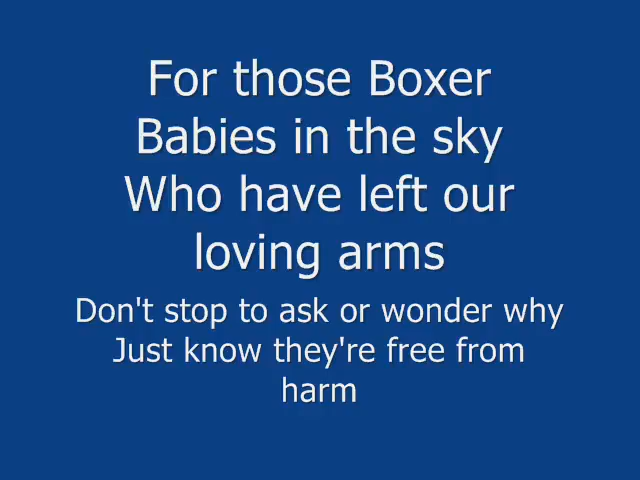 For those Boxer
Babies in the sky
Who have left our
loving arms
Don't stop to ask or wonder why
Just know they're free from
harm